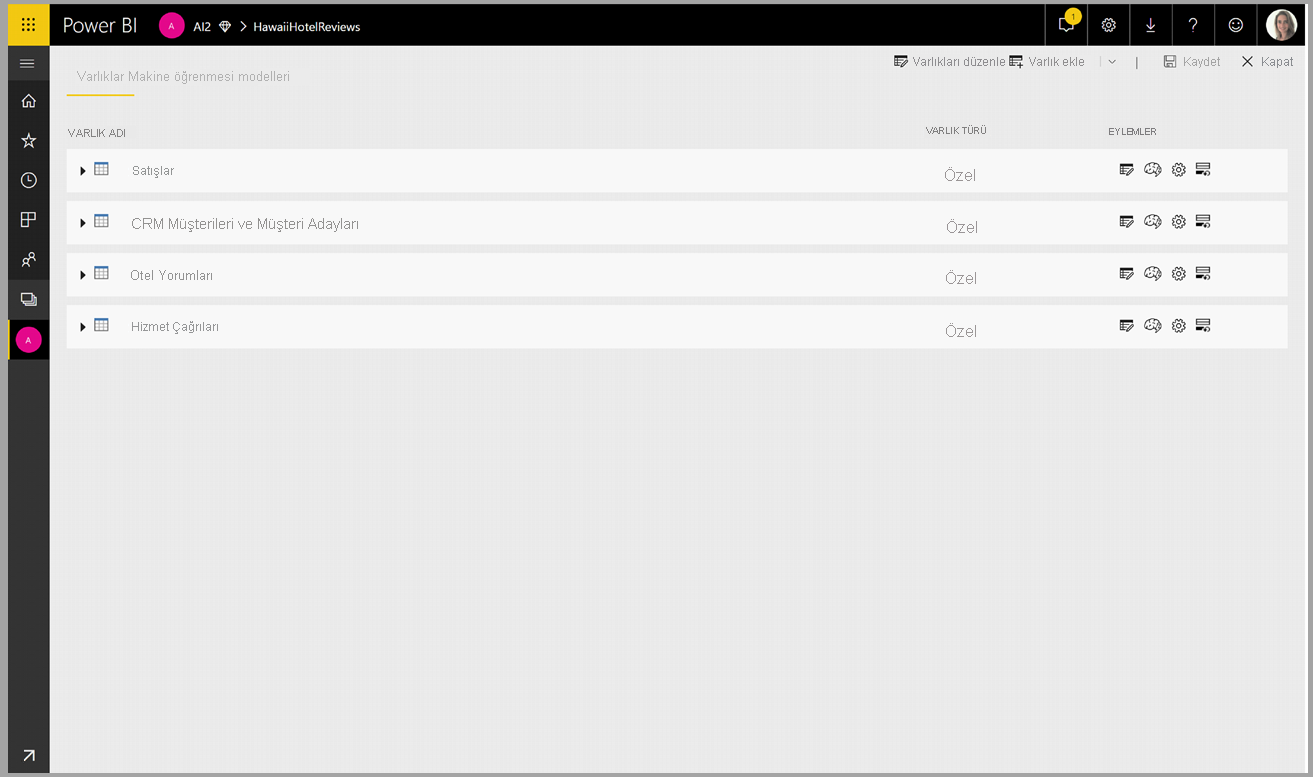 Power BI A AI2 HawaiiHotelReviews 1 ?
Varlıklar Makine öğrenmesi modelleri Varlıkları düzenle Varlık ekle | Kaydet Kapat
VARLIK ADI VARLIK TÜRÜ EYLEMLER
Satışlar Özel
CRM Müşterileri ve Müşteri Adayları Özel
Otel Yorumları Özel
Hizmet Çağrıları Özel
A